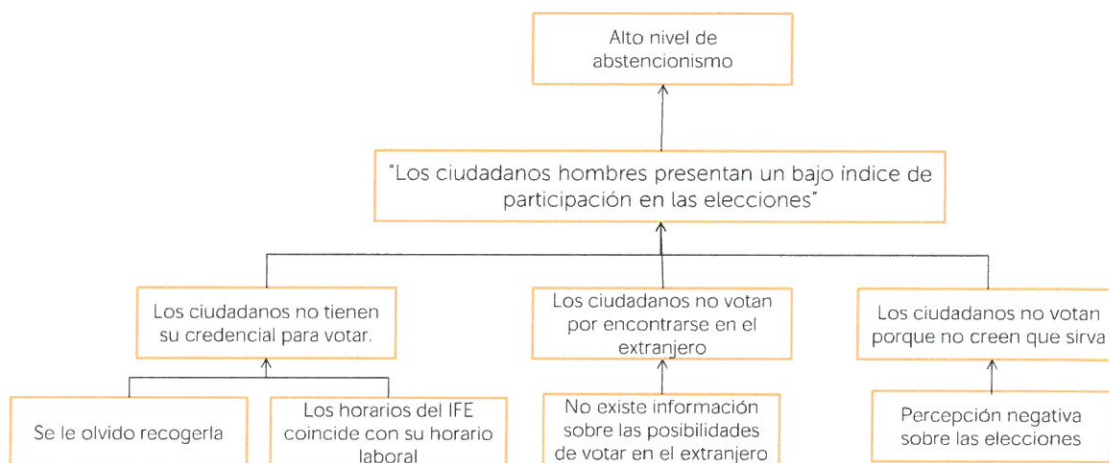 Alto nivel de
abstencionismo
"Los ciudadanos hombres presentan un bajo índice de
participación en las elecciones"
Los ciudadanos no tienen
su credencial para votar.
Los ciudadanos no votan
por encontrarse en el
extranjero
Los ciudadanos no votan
porque no creen que sirva
Se le olvido recogerla
Los horarios del IFE
coincide con su horario
laboral
No existe información
sobre las posibilidades
de votar en el extranjero
Percepción negativa
sobre las elecciones